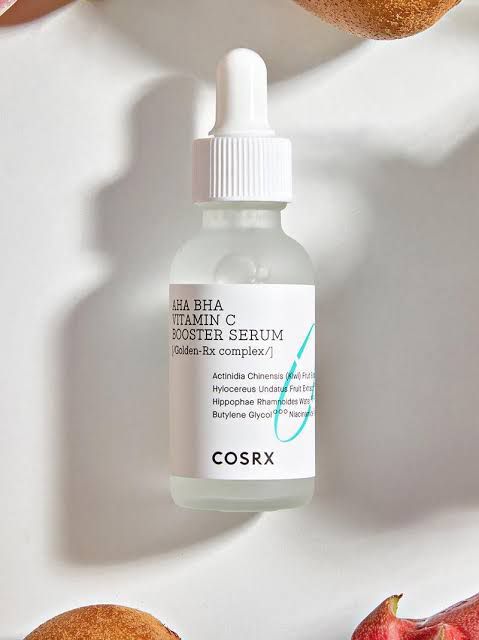 AHA BHA
VITAMIN C
BOOSTER SERUM
[/Golden-Rx complex/]
Actinidia Chinensis (Kiwi) Fruit
Hylocereus Undatus Fruit
Hippophae Rhamnoides Water
Butylene Glycol°°°
COSRX